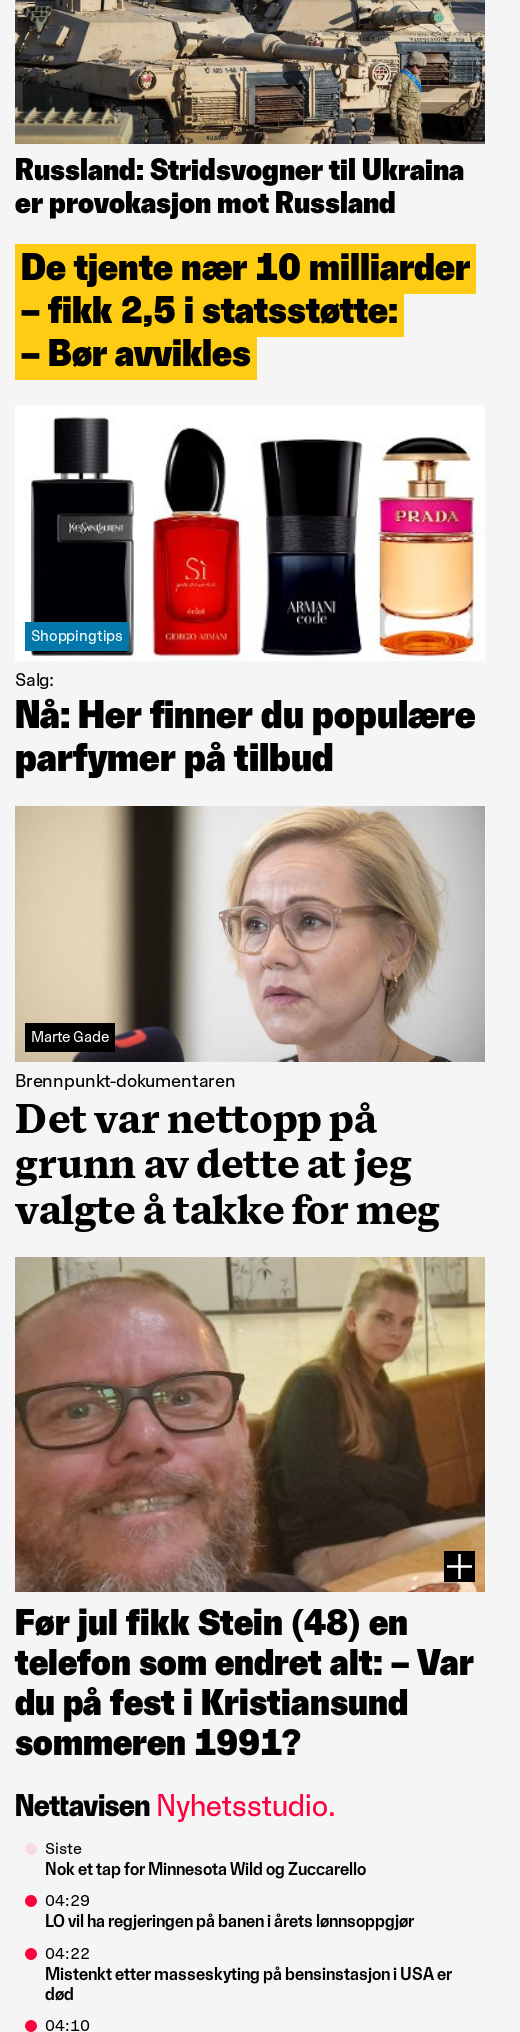 Russland: Stridsvogner til Ukraina
er provokasjon mot Russland
De tjente nær 10 milliarder
– fikk 2,5 i statsstøtte:
– Bør avvikles
YVESSAINTLAURENT
Sì
passione
éclat
GIORGIO ARMANI
ARMANI
code
PRADA
Shoppingtips
Salg:
Nå: Her finner du populære
parfymer på tilbud
Marte Gade
Brennpunkt-dokumentaren
Det var nettopp på
grunn av dette at jeg
valgte å takke for meg
Før jul fikk Stein (48) en
telefon som endret alt: – Var
du på fest i Kristiansund
sommeren 1991?
Nettavisen Nyhetsstudio.
Siste
Nok et tap for Minnesota Wild og Zuccarello
04:29
LO vil ha regjeringen på banen i årets lønnsoppgjør
04:22
Mistenkt etter masseskyting på bensinstasjon i USA er
død
04:10